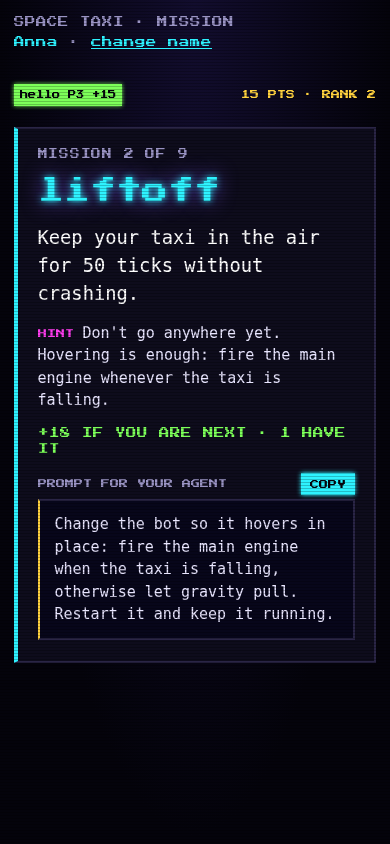 SPACE TAXI · MISSION
Anna · change name
hello P3 +15
15 PTS · RANK 2
MISSION 2 OF 9
liftoff
Keep your taxi in the air
for 50 ticks without
crashing.
HINT Don't go anywhere yet.
Hovering is enough: fire the main
engine whenever the taxi is
falling.
IF YOU ARE NEXT · 1 HAVE
IT
PROMPT FOR YOUR AGENT
COPY
Change the bot so it hovers in
place: fire the main engine
when the taxi is falling,
otherwise let gravity pull.
Restart it and keep it running.